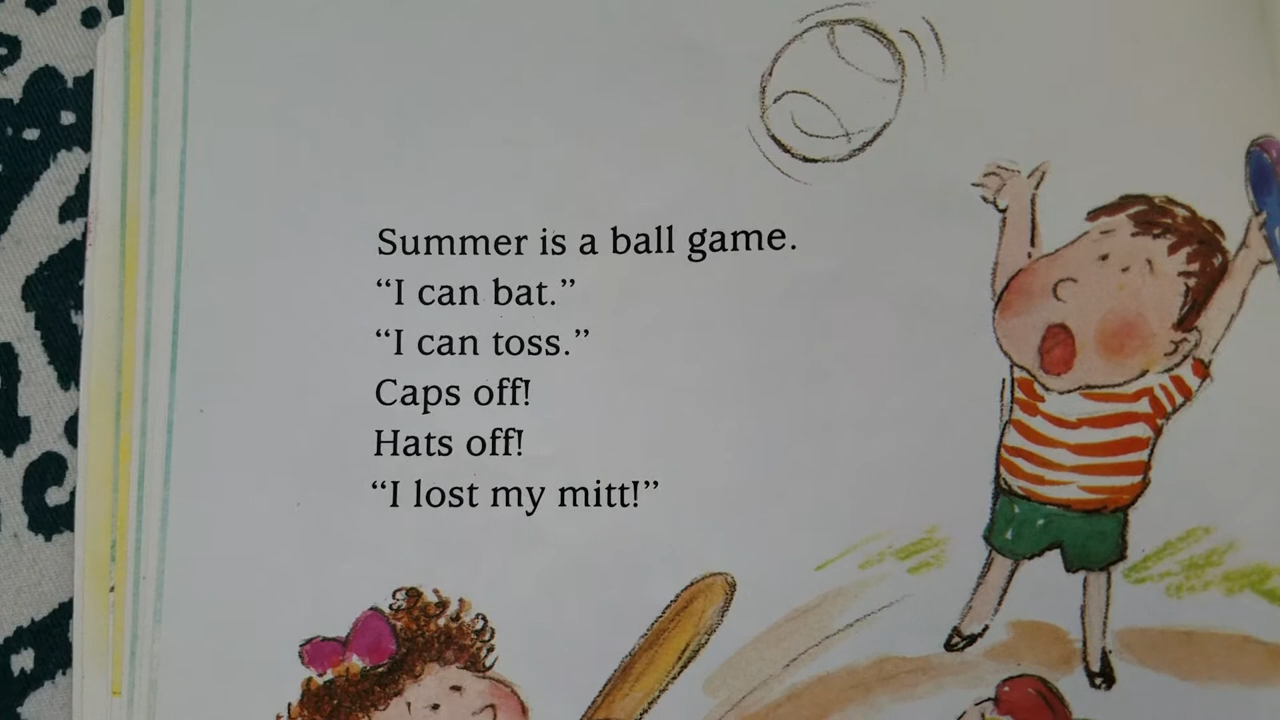 Summer is a ball game.
“I can bat.”
“I can toss.”
Caps off!
Hats off!
“I lost my mitt!”